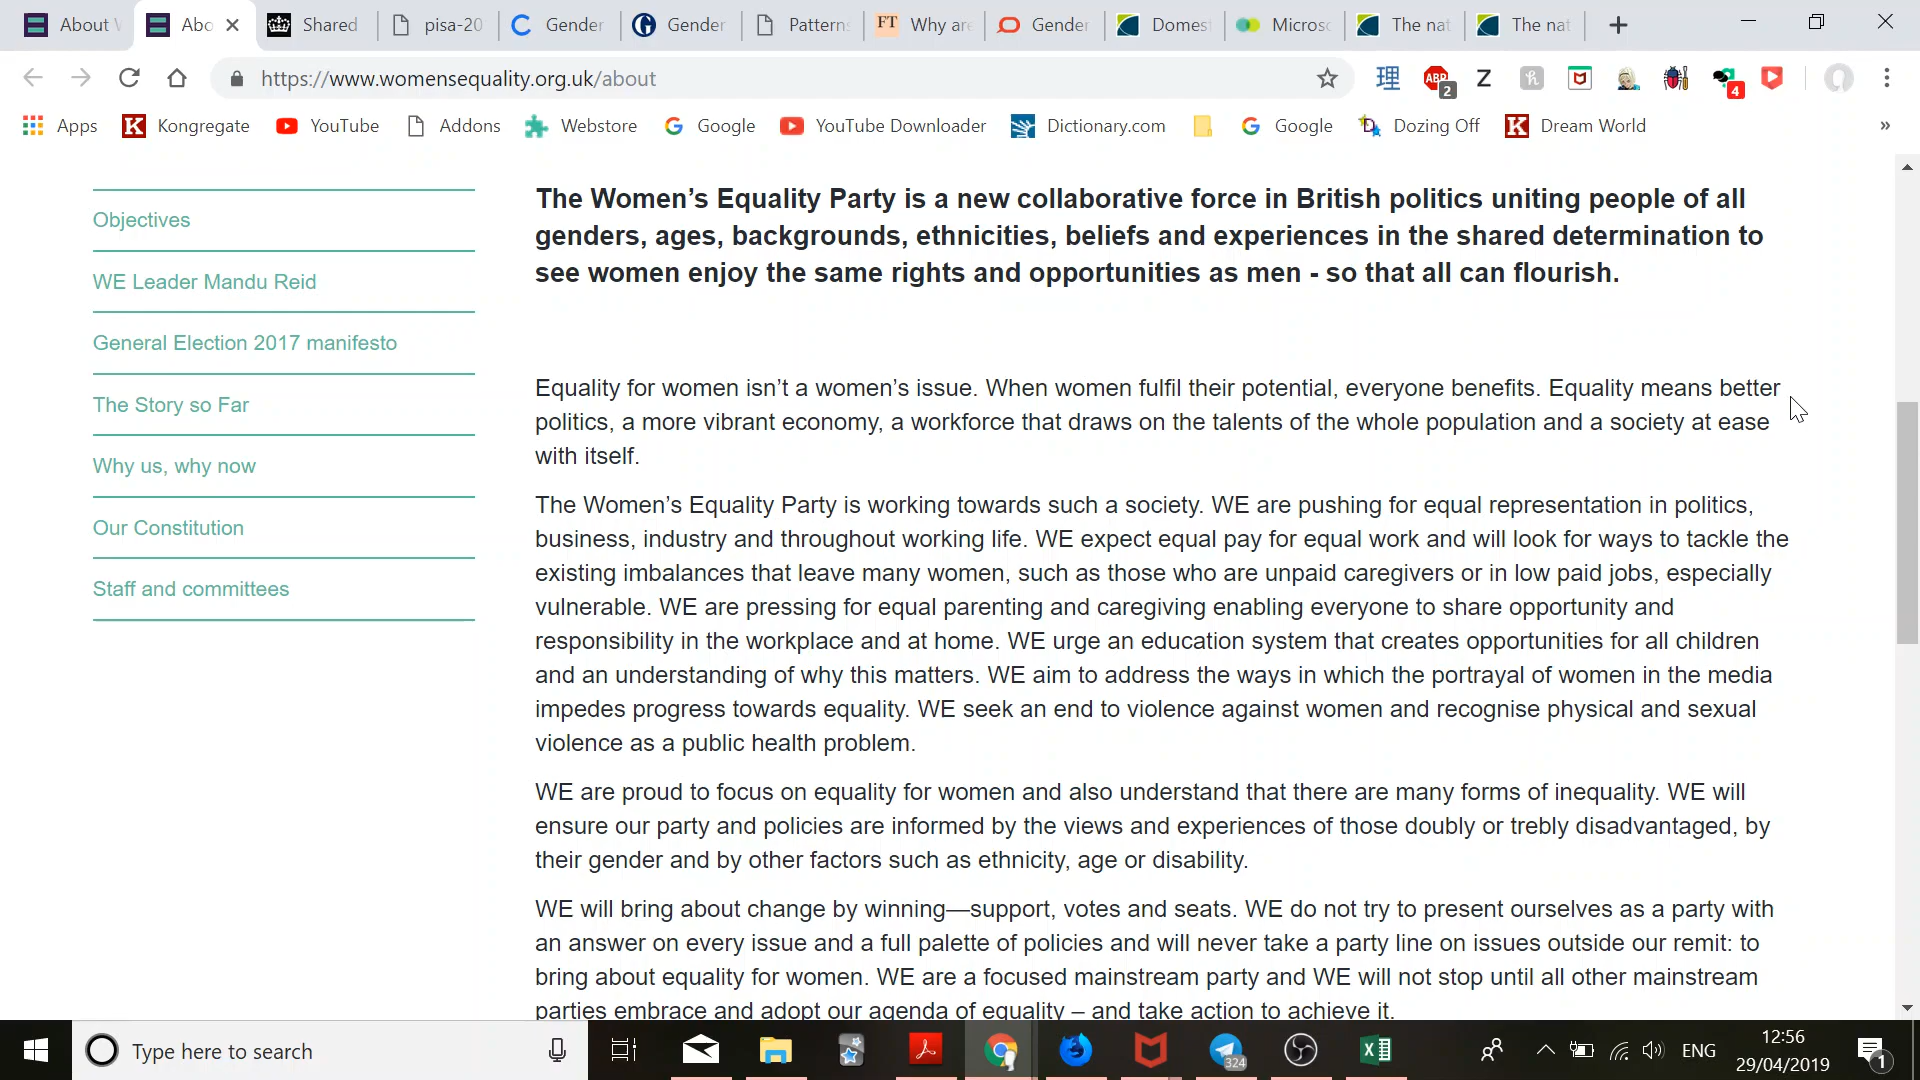 About
Abo
Shared
pisa-20
Gender
Gender
Pattern
FT Why are
Gender
Domes
Micros
The nat
The nat
https://www.womensequality.org.uk/about
理
ABP
2
Z
h
4
Apps
K Kongregate
YouTube
Addons
Webstore
Google
YouTube Downloader
Dictionary.com
Google
Dozing Off
K Dream World
»
Objectives
WE Leader Mandu Reid
General Election 2017 manifesto
The Story so Far
Why us, why now
Our Constitution
Staff and committees
The Women’s Equality Party is a new collaborative force in British politics uniting people of all
genders, ages, backgrounds, ethnicities, beliefs and experiences in the shared determination to
see women enjoy the same rights and opportunities as men - so that all can flourish.
Equality for women isn’t a women’s issue. When women fulfil their potential, everyone benefits. Equality means better
politics, a more vibrant economy, a workforce that draws on the talents of the whole population and a society at ease
with itself.
The Women’s Equality Party is working towards such a society. WE are pushing for equal representation in politics,
business, industry and throughout working life. WE expect equal pay for equal work and will look for ways to tackle the
existing imbalances that leave many women, such as those who are unpaid caregivers or in low paid jobs, especially
vulnerable. WE are pressing for equal parenting and caregiving enabling everyone to share opportunity and
responsibility in the workplace and at home. WE urge an education system that creates opportunities for all children
and an understanding of why this matters. WE aim to address the ways in which the portrayal of women in the media
impedes progress towards equality. WE seek an end to violence against women and recognise physical and sexual
violence as a public health problem.
WE are proud to focus on equality for women and also understand that there are many forms of inequality. WE will
ensure our party and policies are informed by the views and experiences of those doubly or trebly disadvantaged, by
their gender and by other factors such as ethnicity, age or disability.
WE will bring about change by winning—support, votes and seats. WE do not try to present ourselves as a party with
an answer on every issue and a full palette of policies and will never take a party line on issues outside our remit: to
bring about equality for women. WE are a focused mainstream party and WE will not stop until all other mainstream
parties embrace and adopt our agenda of equality – and take action to achieve it.
Type here to search
324
ENG
12:56
29/04/2019
1